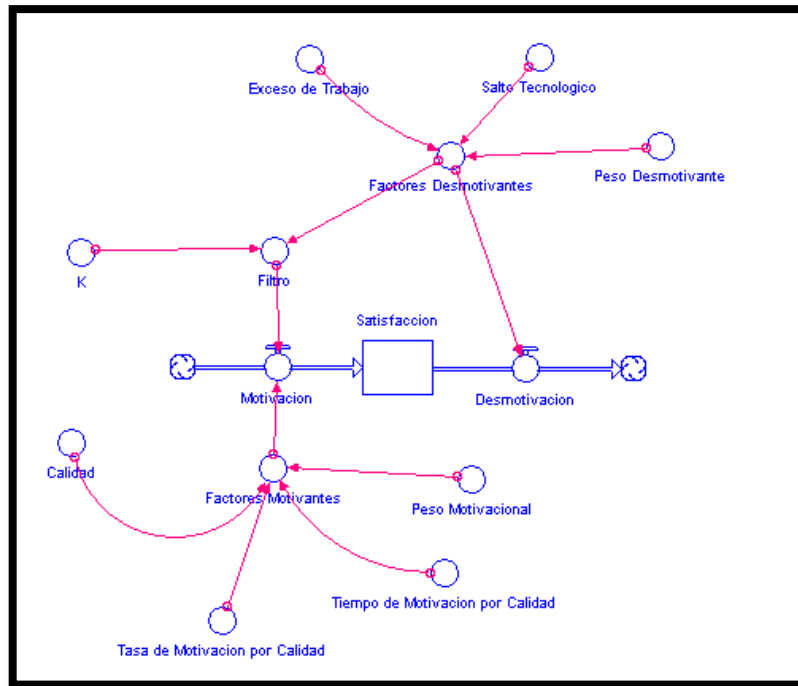 Exceso de Trabajo
Salto Tecnologico
Factores Desmotivantes
Peso Desmotivante
K
Filtro
Satisfaccion
Motivacion
Desmotivacion
Calidad
Factores Motivantes
Peso Motivacional
Tiempo de Motivacion por Calidad
Tasa de Motivacion por Calidad